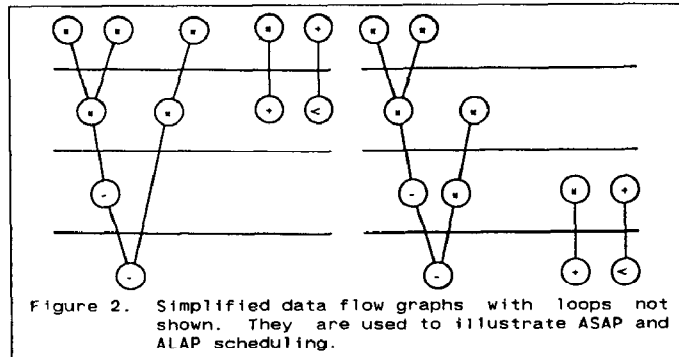 * * * * + * *
* * + < * *
- - * * +
- - + <
Figure 2. Simplified data flow graphs with loops not
shown. They are used to illustrate ASAP and
ALAP scheduling.